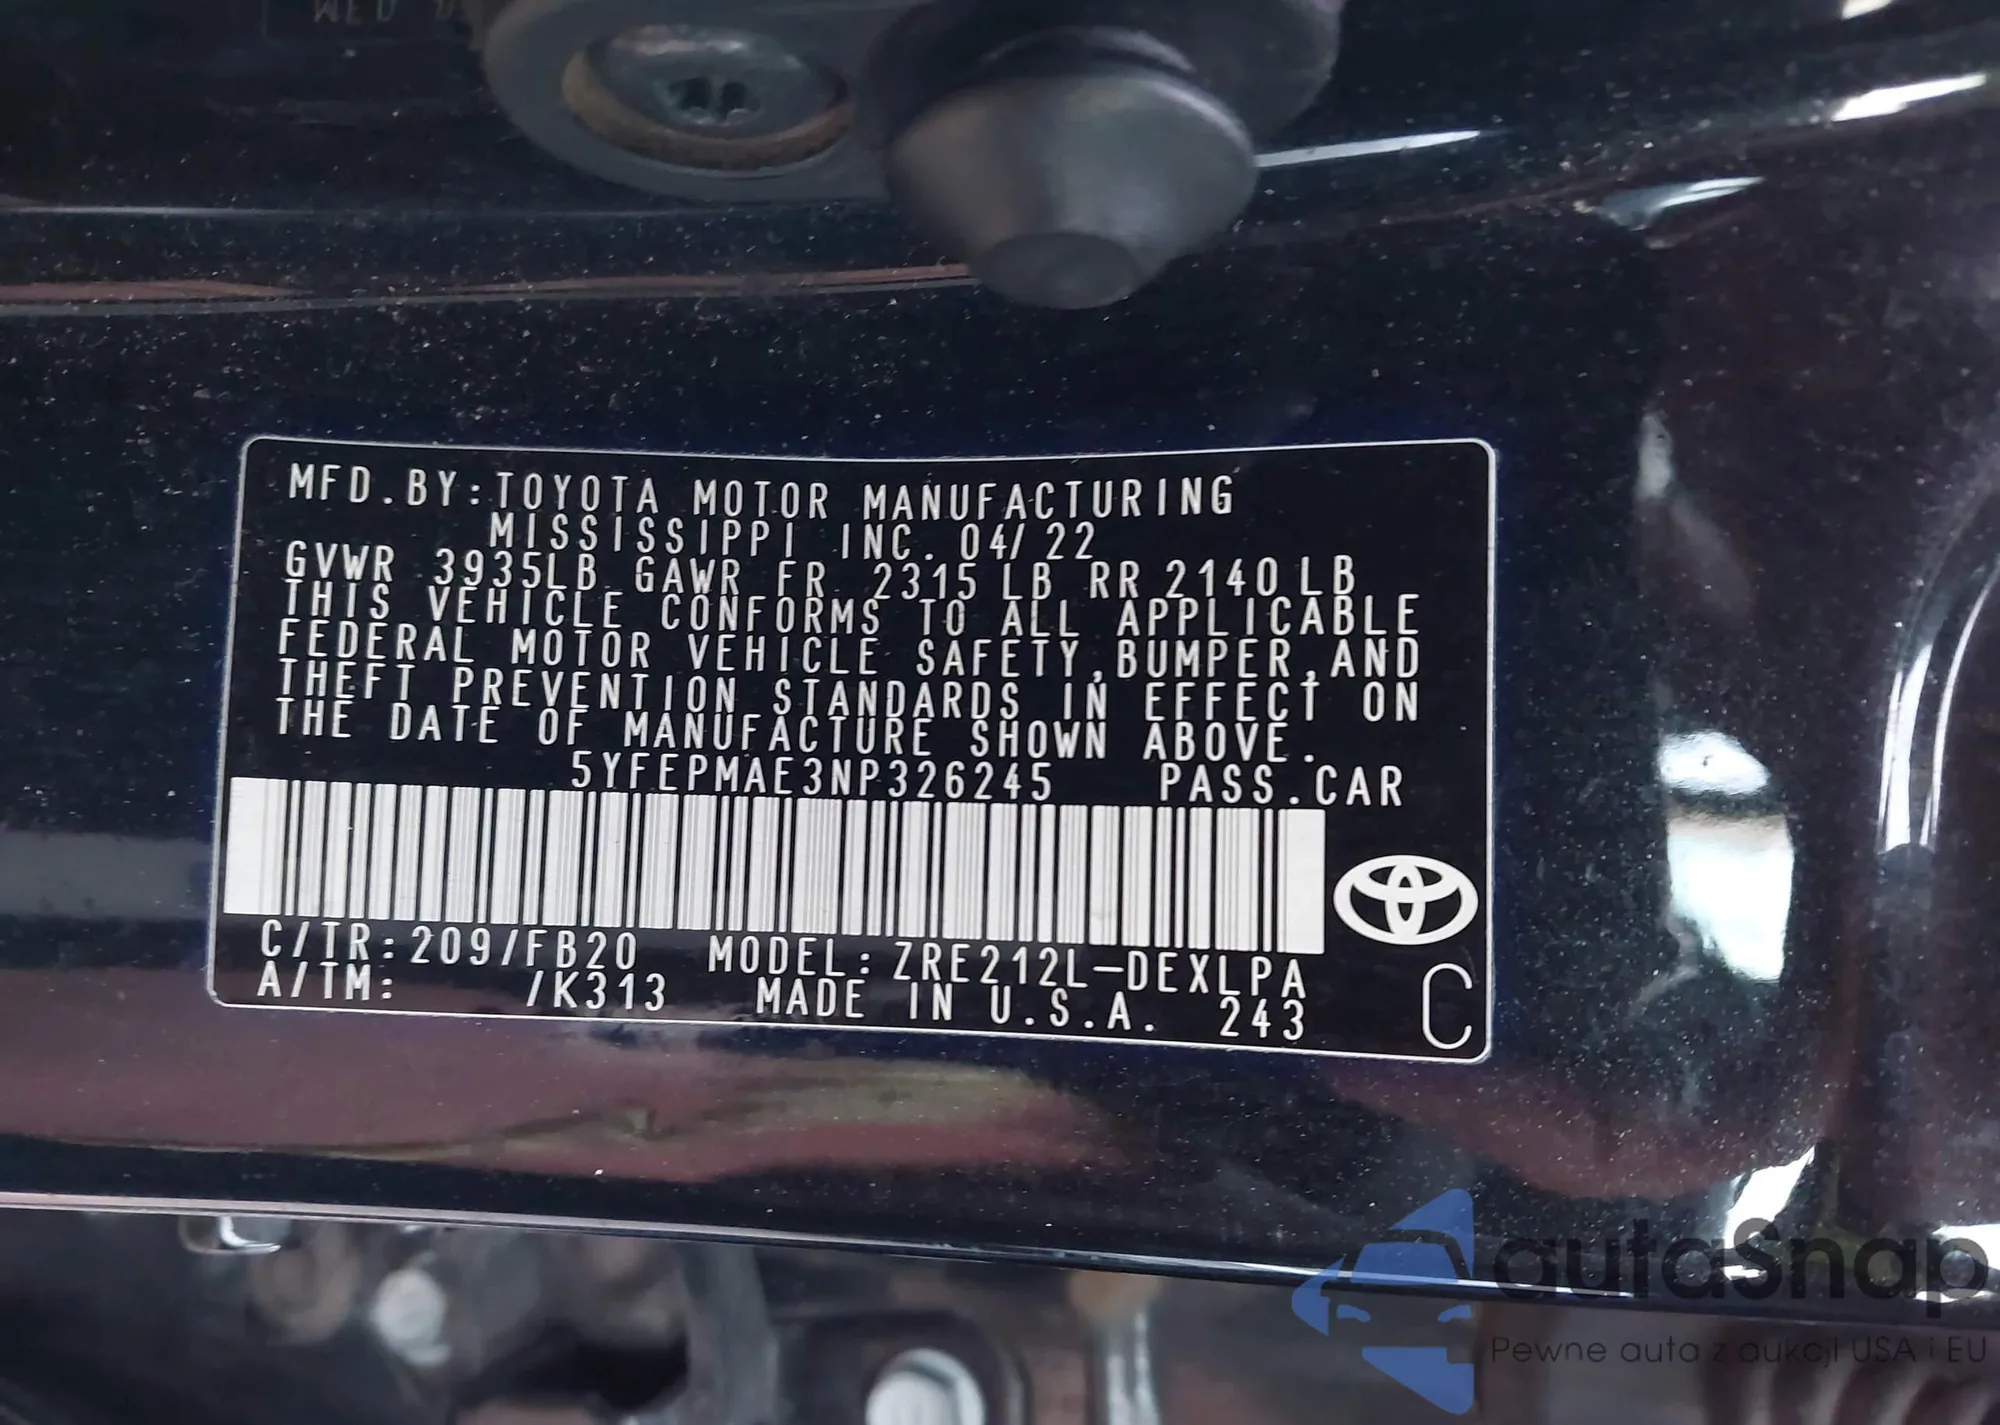 MFD.BY:TOYOTA MOTOR MANUFACTURING
MISSISSIPPI INC. 04/22
GVWR 3935LB GAWR FR 2315 LB RR 2140 LB
THIS VEHICLE CONFORMS TO ALL APPLICABLE
FEDERAL MOTOR VEHICLE SAFETY,BUMPER,AND
THEFT PREVENTION STANDARDS IN EFFECT ON
THE DATE OF MANUFACTURE SHOWN ABOVE.
5YFEPMAE3NP326245 PASS.CAR
C/TR:209/FB20 MODEL:ZRE212L-DEXLPA
A/TM: /K313 MADE IN U.S.A. 243
C
autaSnap
Pewne auta z aukcji USA i EU